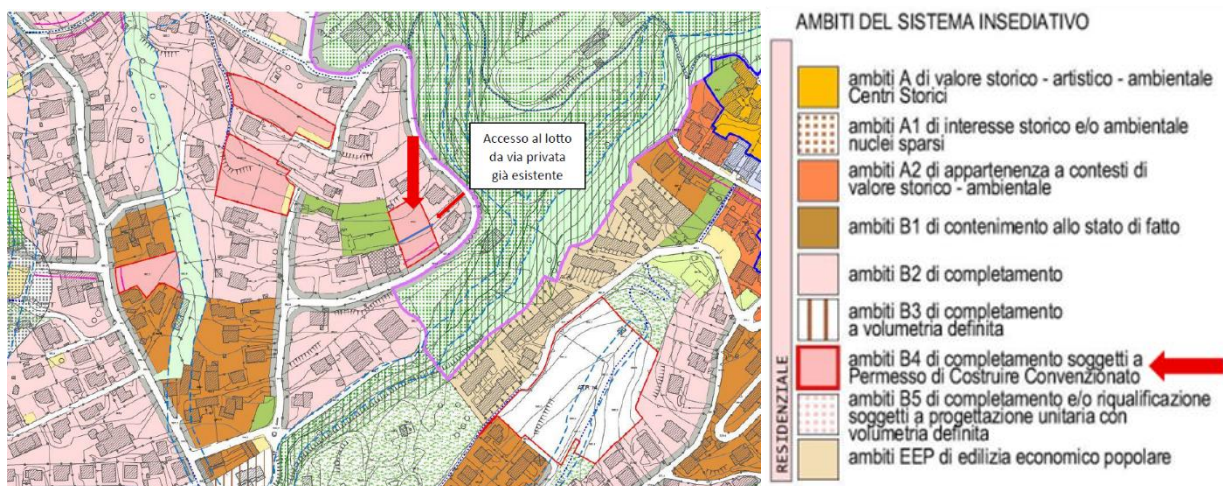 Accesso al lotto
da via privata
già esistente
AMBITI DEL SISTEMA INSEDIATIVO
ambiti A di valore storico - artistico - ambientale
Centri Storici
ambiti A1 di interesse storico e/o ambientale
nuclei sparsi
ambiti A2 di appartenenza a contesti di
valore storico - ambientale
ambiti B1 di contenimento allo stato di fatto
ambiti B2 di completamento
ambiti B3 di completamento
a volumetria definita
ambiti B4 di completamento soggetti a
Permesso di Costruire Convenzionato
ambiti B5 di completamento e/o riqualificazione
soggetti a progettazione unitaria con
volumetria definita
ambiti EEP di edilizia economico popolare
RESIDENZIALE